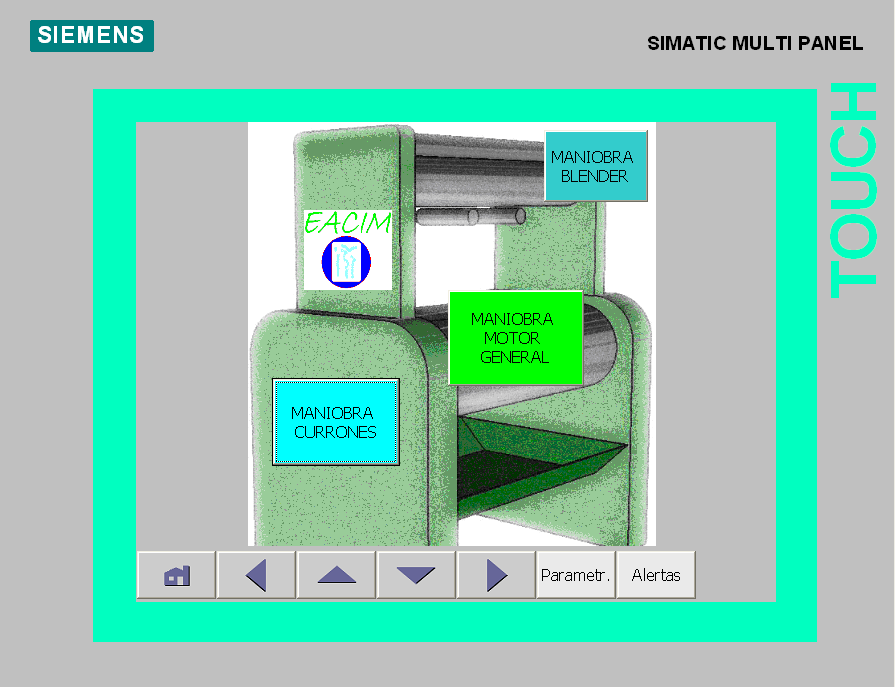 SIEMENS
SIMATIC MULTI PANEL
TOUCH
MANIOBRA
BLENDER
EACIM
MANIOBRA
MOTOR
GENERAL
MANIOBRA
CURRONES
Parametr.
Alertas